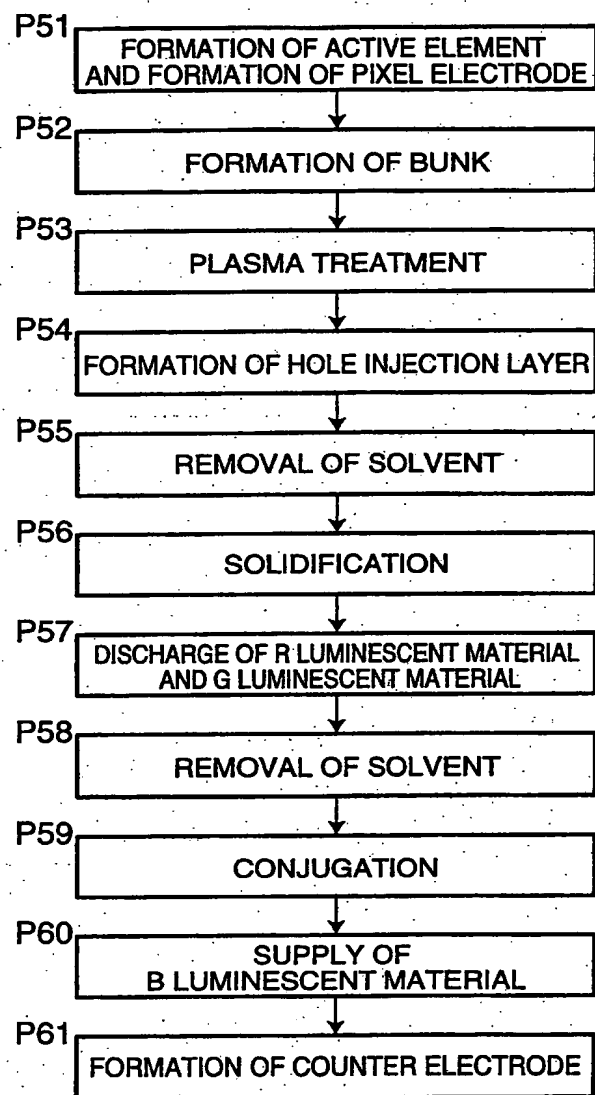 P51
FORMATION OF ACTIVE ELEMENT
AND FORMATION OF PIXEL ELECTRODE
P52
FORMATION OF BUNK
P53
PLASMA TREATMENT
P54
FORMATION OF HOLE INJECTION LAYER
P55
REMOVAL OF SOLVENT
P56
SOLIDIFICATION
P57
DISCHARGE OF R LUMINESCENT MATERIAL
AND G LUMINESCENT MATERIAL
P58
REMOVAL OF SOLVENT
P59
CONJUGATION
P60
SUPPLY OF
B LUMINESCENT MATERIAL
P61
FORMATION OF COUNTER ELECTRODE